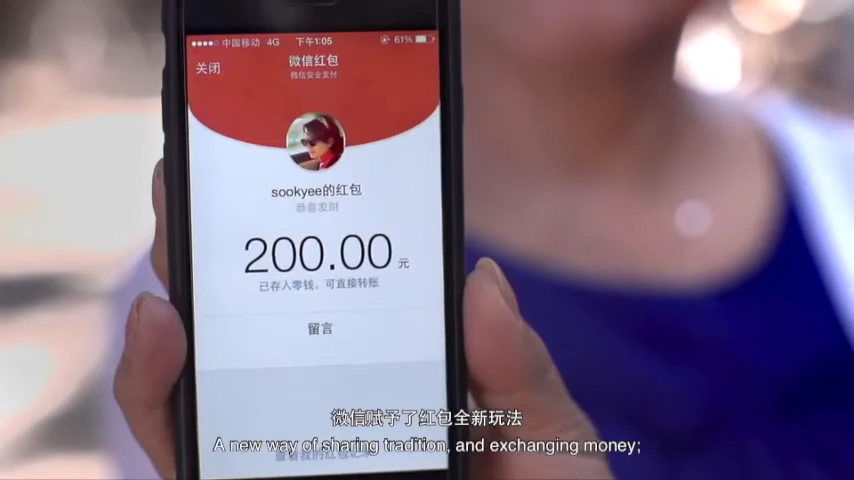 中国移动 4G 下午1:05 61%
关闭 微信红包
微信安全支付
sookyee的红包
恭喜发财
200.00 元
已存入零钱，可直接转账
留言
微信赋予了红包全新玩法
A new way of sharing tradition, and exchanging money;